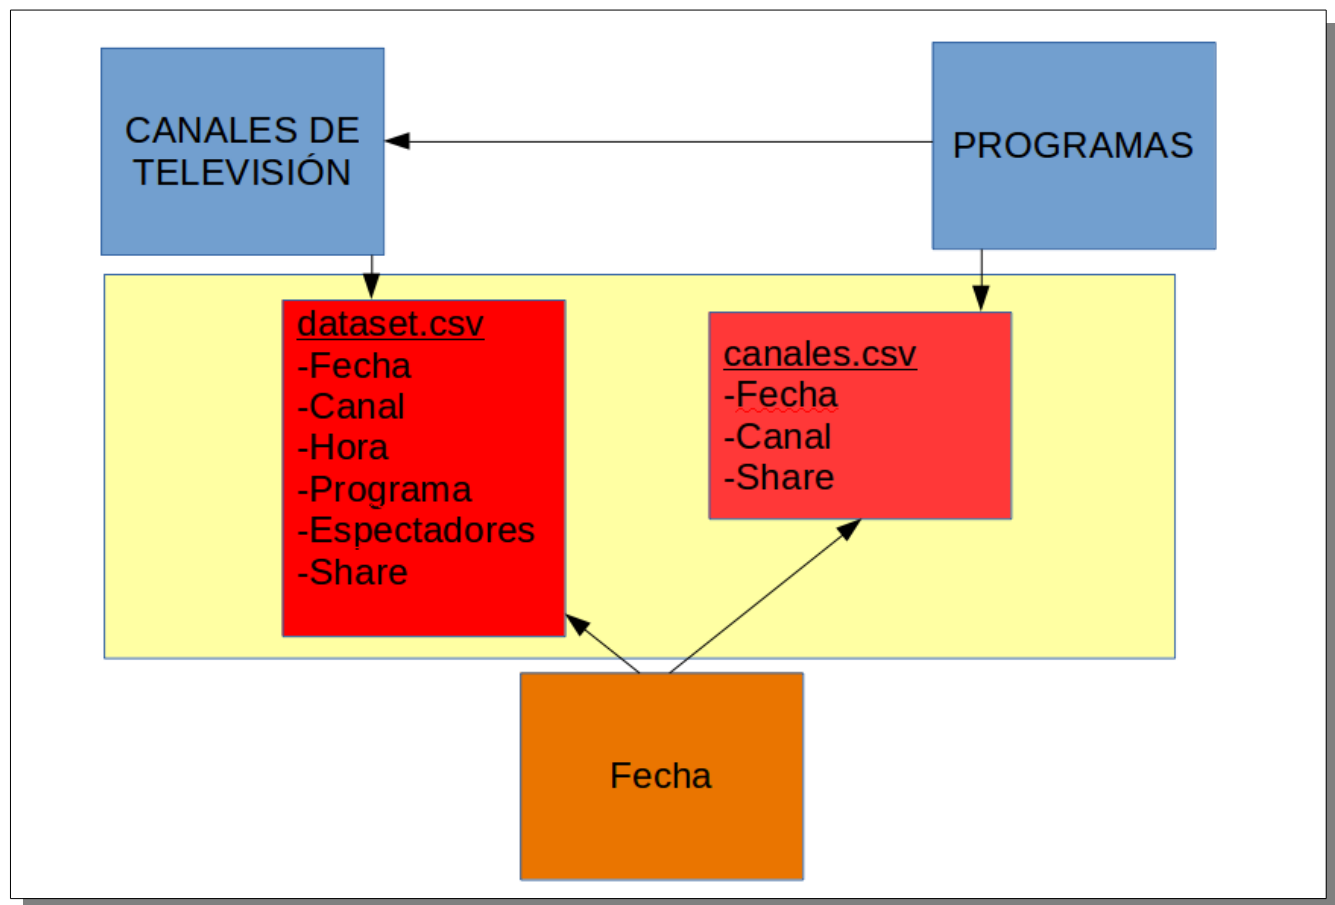 CANALES DE
TELEVISIÓN
PROGRAMAS
dataset.csv
-Fecha
-Canal
-Hora
-Programa
-Espectadores
-Share
canales.csv
-Fecha
-Canal
-Share
Fecha